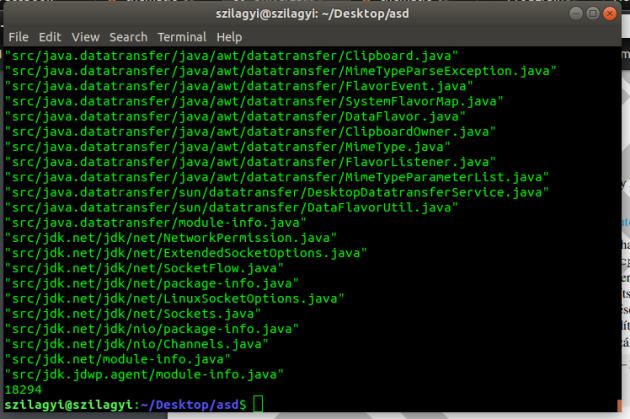 szilagyi@szilagyi: ~/Desktop/asd
File Edit View Search Terminal Help
"src/java.datatransfer/java/awt/datatransfer/Clipboard.java"
"src/java.datatransfer/java/awt/datatransfer/MimeTypeParseException.java"
"src/java.datatransfer/java/awt/datatransfer/FlavorEvent.java"
"src/java.datatransfer/java/awt/datatransfer/SystemFlavorMap.java"
"src/java.datatransfer/java/awt/datatransfer/DataFlavor.java"
"src/java.datatransfer/java/awt/datatransfer/ClipboardOwner.java"
"src/java.datatransfer/java/awt/datatransfer/MimeType.java"
"src/java.datatransfer/java/awt/datatransfer/FlavorListener.java"
"src/java.datatransfer/java/awt/datatransfer/MimeTypeParameterList.java"
"src/java.datatransfer/sun/datatransfer/DesktopDatatransferService.java"
"src/java.datatransfer/sun/datatransfer/DataFlavorUtil.java"
"src/java.datatransfer/module-info.java"
"src/jdk.net/jdk/net/NetworkPermission.java"
"src/jdk.net/jdk/net/ExtendedSocketOptions.java"
"src/jdk.net/jdk/net/SocketFlow.java"
"src/jdk.net/jdk/net/package-info.java"
"src/jdk.net/jdk/net/LinuxSocketOptions.java"
"src/jdk.net/jdk/net/Sockets.java"
"src/jdk.net/jdk/nio/package-info.java"
"src/jdk.net/jdk/nio/Channels.java"
"src/jdk.net/module-info.java"
"src/jdk.jdwp.agent/module-info.java"
18294
szilagyi@szilagyi:~/Desktop/asd$